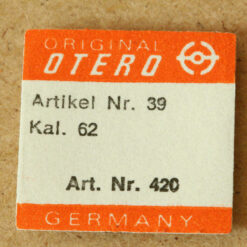 ORIGINAL
OTERO
Artikel Nr. 39
Kal. 62
Art. Nr. 420
GERMANY